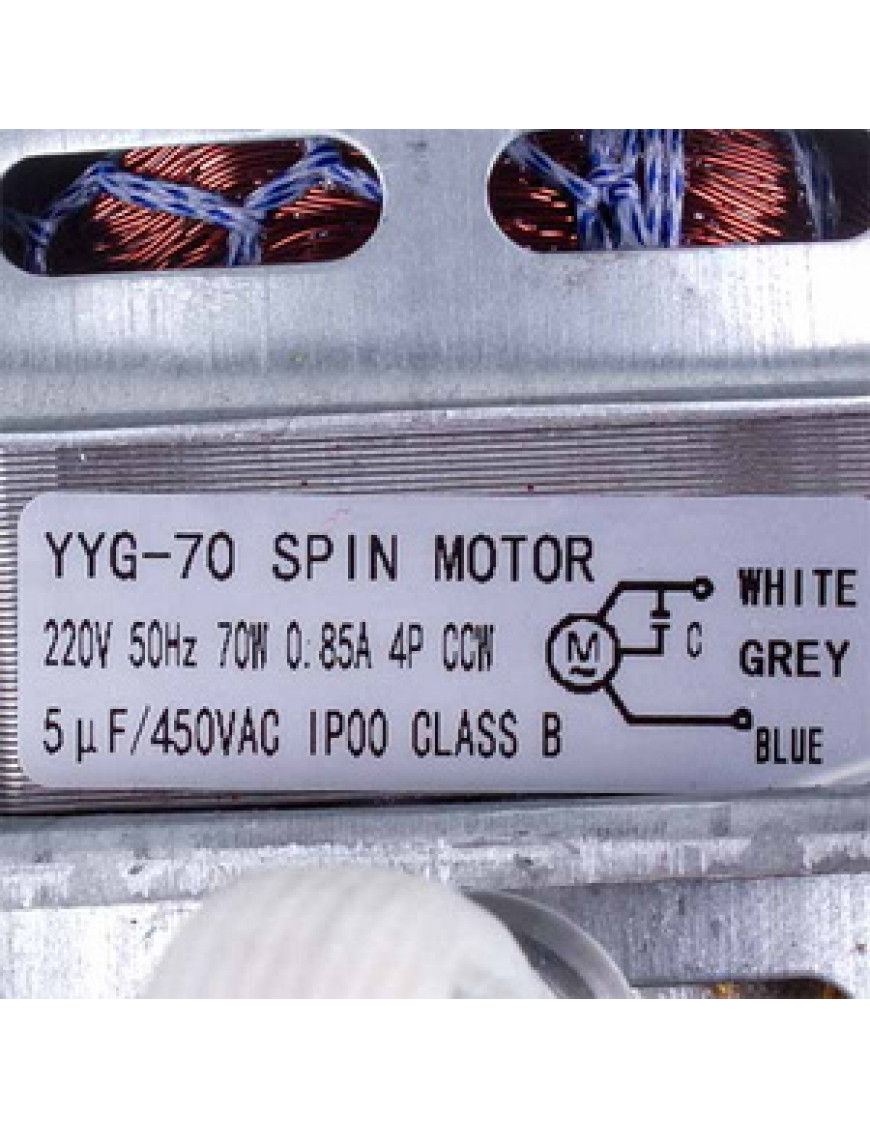 YYG-70 SPIN MOTOR
220V 50Hz 70W 0.85A 4P CCW
5μF/450VAC IP00 CLASS B
M
~
C
WHITE
GREY
BLUE